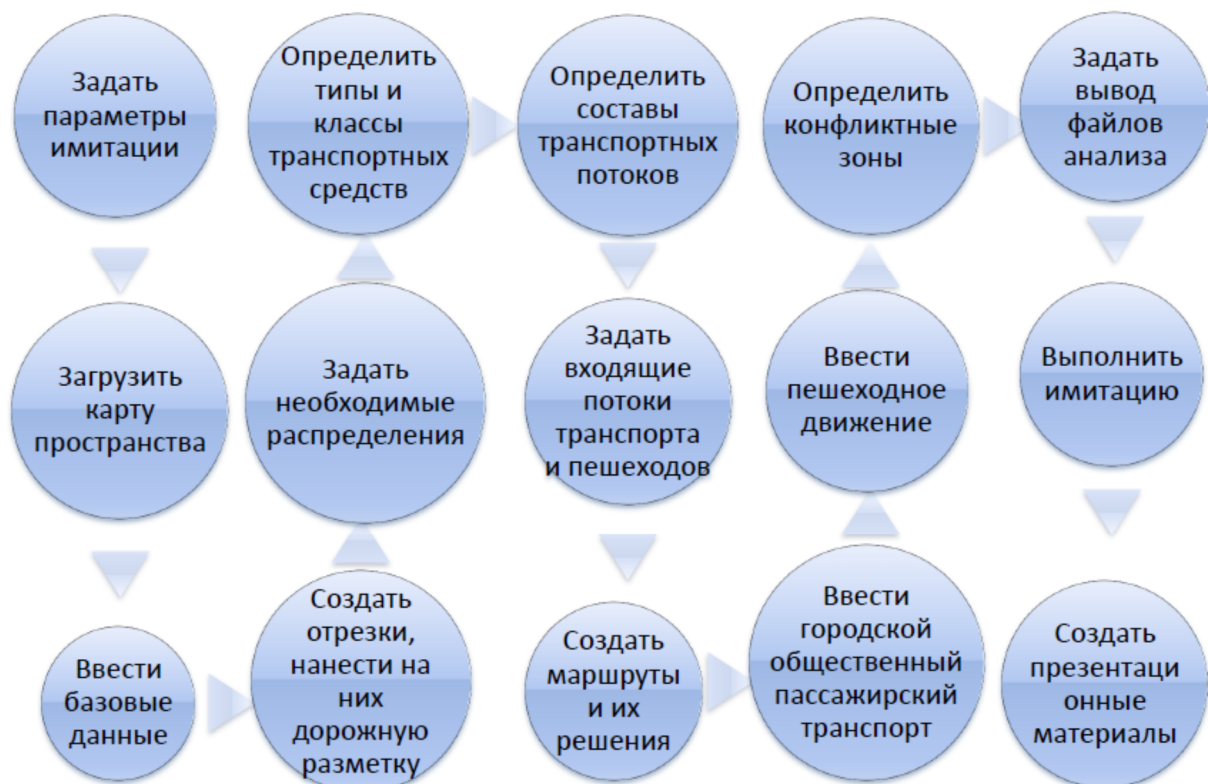 Задать
параметры
имитации
Загрузить
карту
пространства
Ввести
базовые
данные
Создать
отрезки,
нанести на
них
дорожную
разметку
Задать
необходимые
распределения
Определить
типы и
классы
транспортных
средств
Определить
составы
транспортных
потоков
Задать
входящие
потоки
транспорта
и пешеходов
Создать
маршруты
и их
решения
Ввести
городской
общественный
пассажирский
транспорт
Ввести
пешеходное
движение
Определить
конфликтные
зоны
Задать
вывод
файлов
анализа
Выполнить
имитацию
Создать
презентаци
онные
материалы